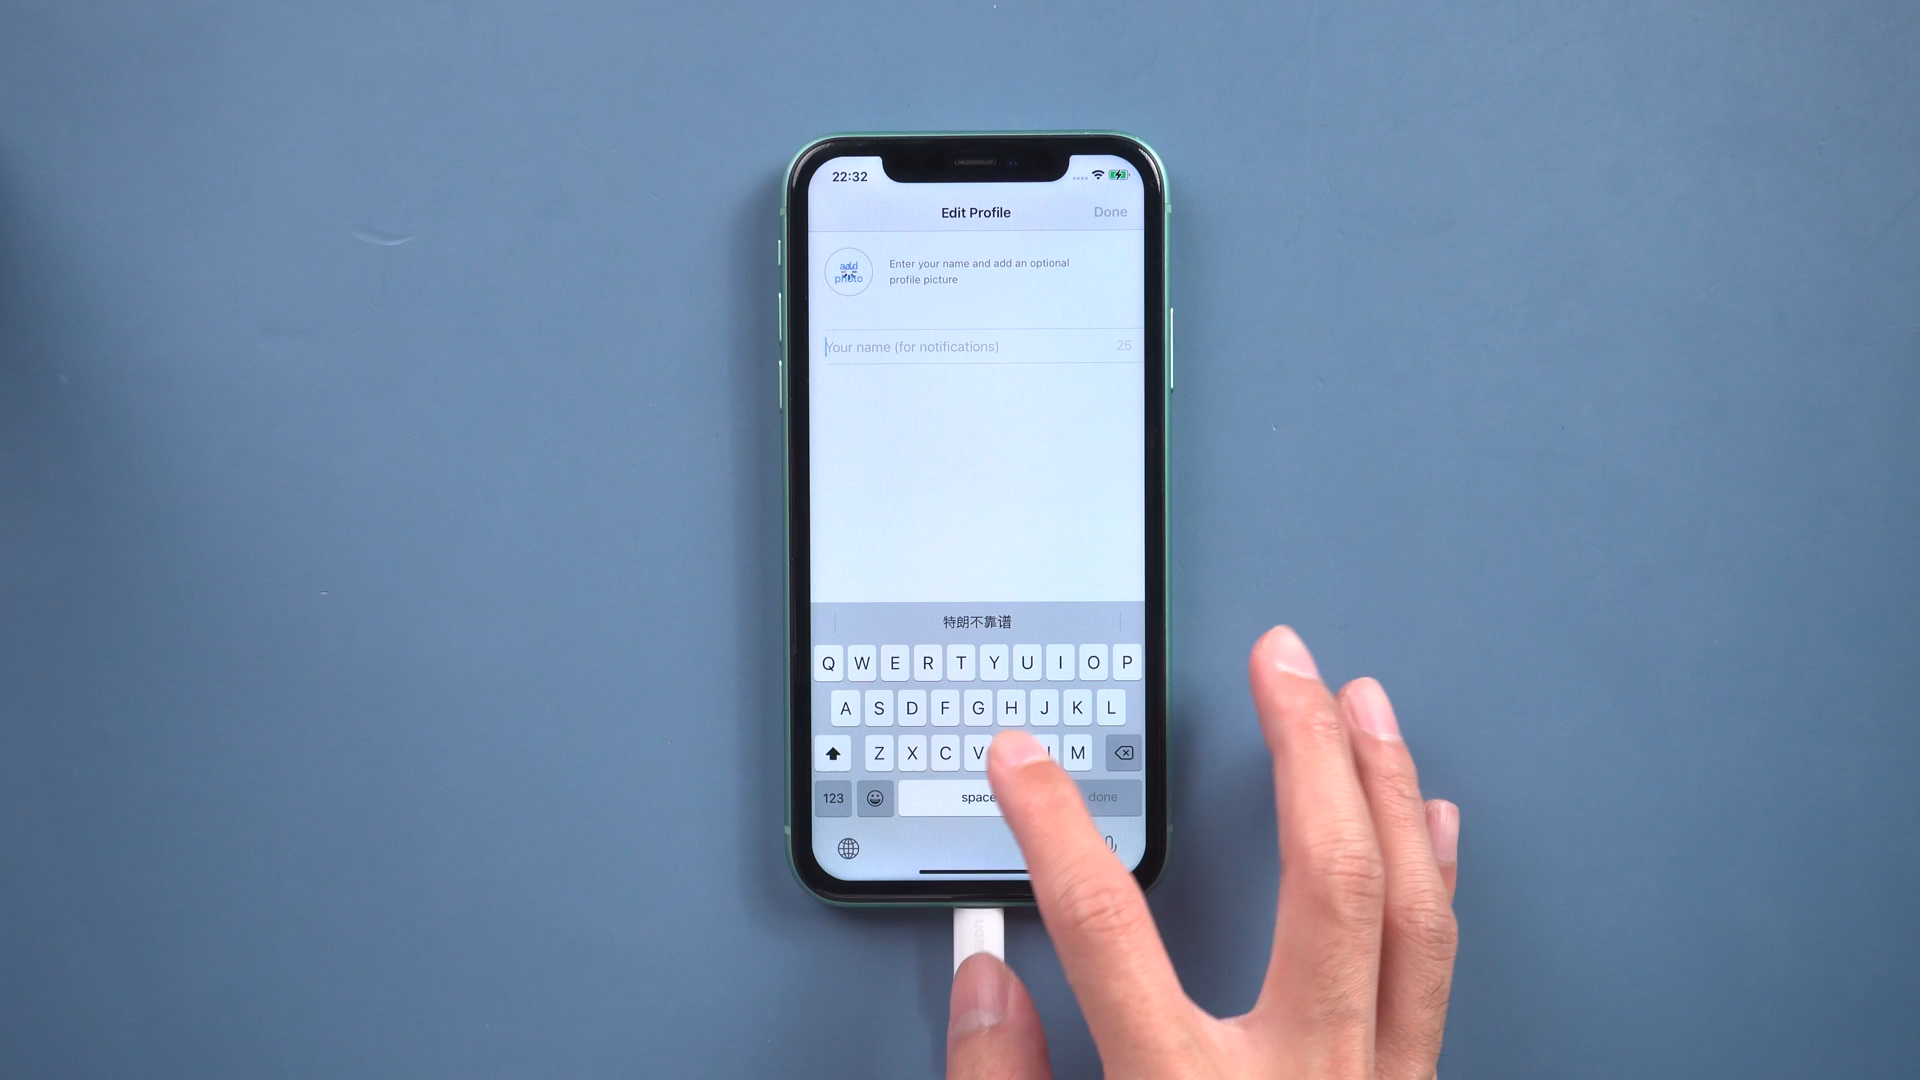 22:32
Edit Profile
Done
add
photo
Enter your name and add an optional
profile picture
Your name (for notifications)
25
特朗不靠谱
Q W E R T Y U I O P
A S D F G H J K L
Z X C V M
123
space
done